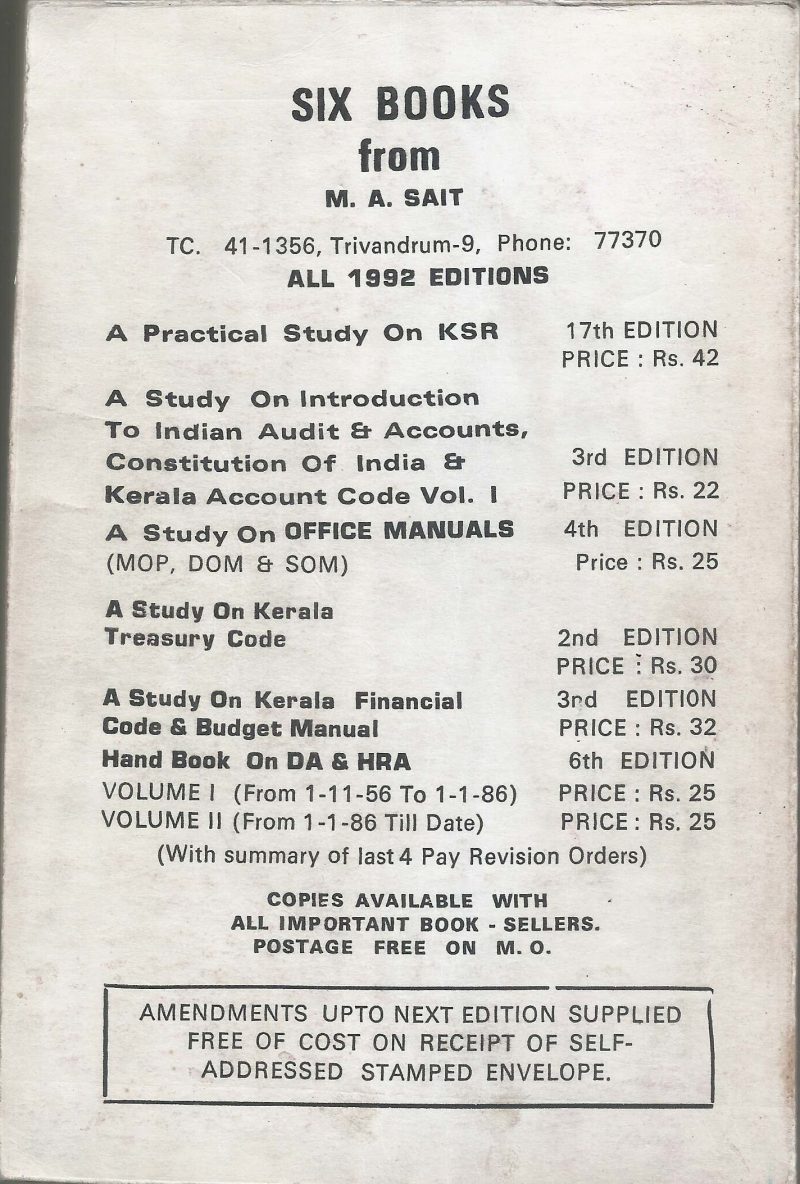 SIX BOOKS
from
M. A. SAIT
TC. 41-1356, Trivandrum-9, Phone: 77370
ALL 1992 EDITIONS
A Practical Study On KSR 17th EDITION
PRICE : Rs. 42
A Study On Introduction
To Indian Audit & Accounts,
Constitution Of India & 3rd EDITION
Kerala Account Code Vol. I PRICE : Rs. 22
A Study On OFFICE MANUALS 4th EDITION
(MOP, DOM & SOM) Price : Rs. 25
A Study On Kerala
Treasury Code 2nd EDITION
PRICE : Rs. 30
A Study On Kerala Financial 3rd EDITION
Code & Budget Manual PRICE : Rs. 32
Hand Book On DA & HRA 6th EDITION
VOLUME I (From 1-11-56 To 1-1-86) PRICE : Rs. 25
VOLUME II (From 1-1-86 Till Date) PRICE : Rs. 25
(With summary of last 4 Pay Revision Orders)
COPIES AVAILABLE WITH
ALL IMPORTANT BOOK - SELLERS.
POSTAGE FREE ON M. O.
AMENDMENTS UPTO NEXT EDITION SUPPLIED
FREE OF COST ON RECEIPT OF SELF-
ADDRESSED STAMPED ENVELOPE.